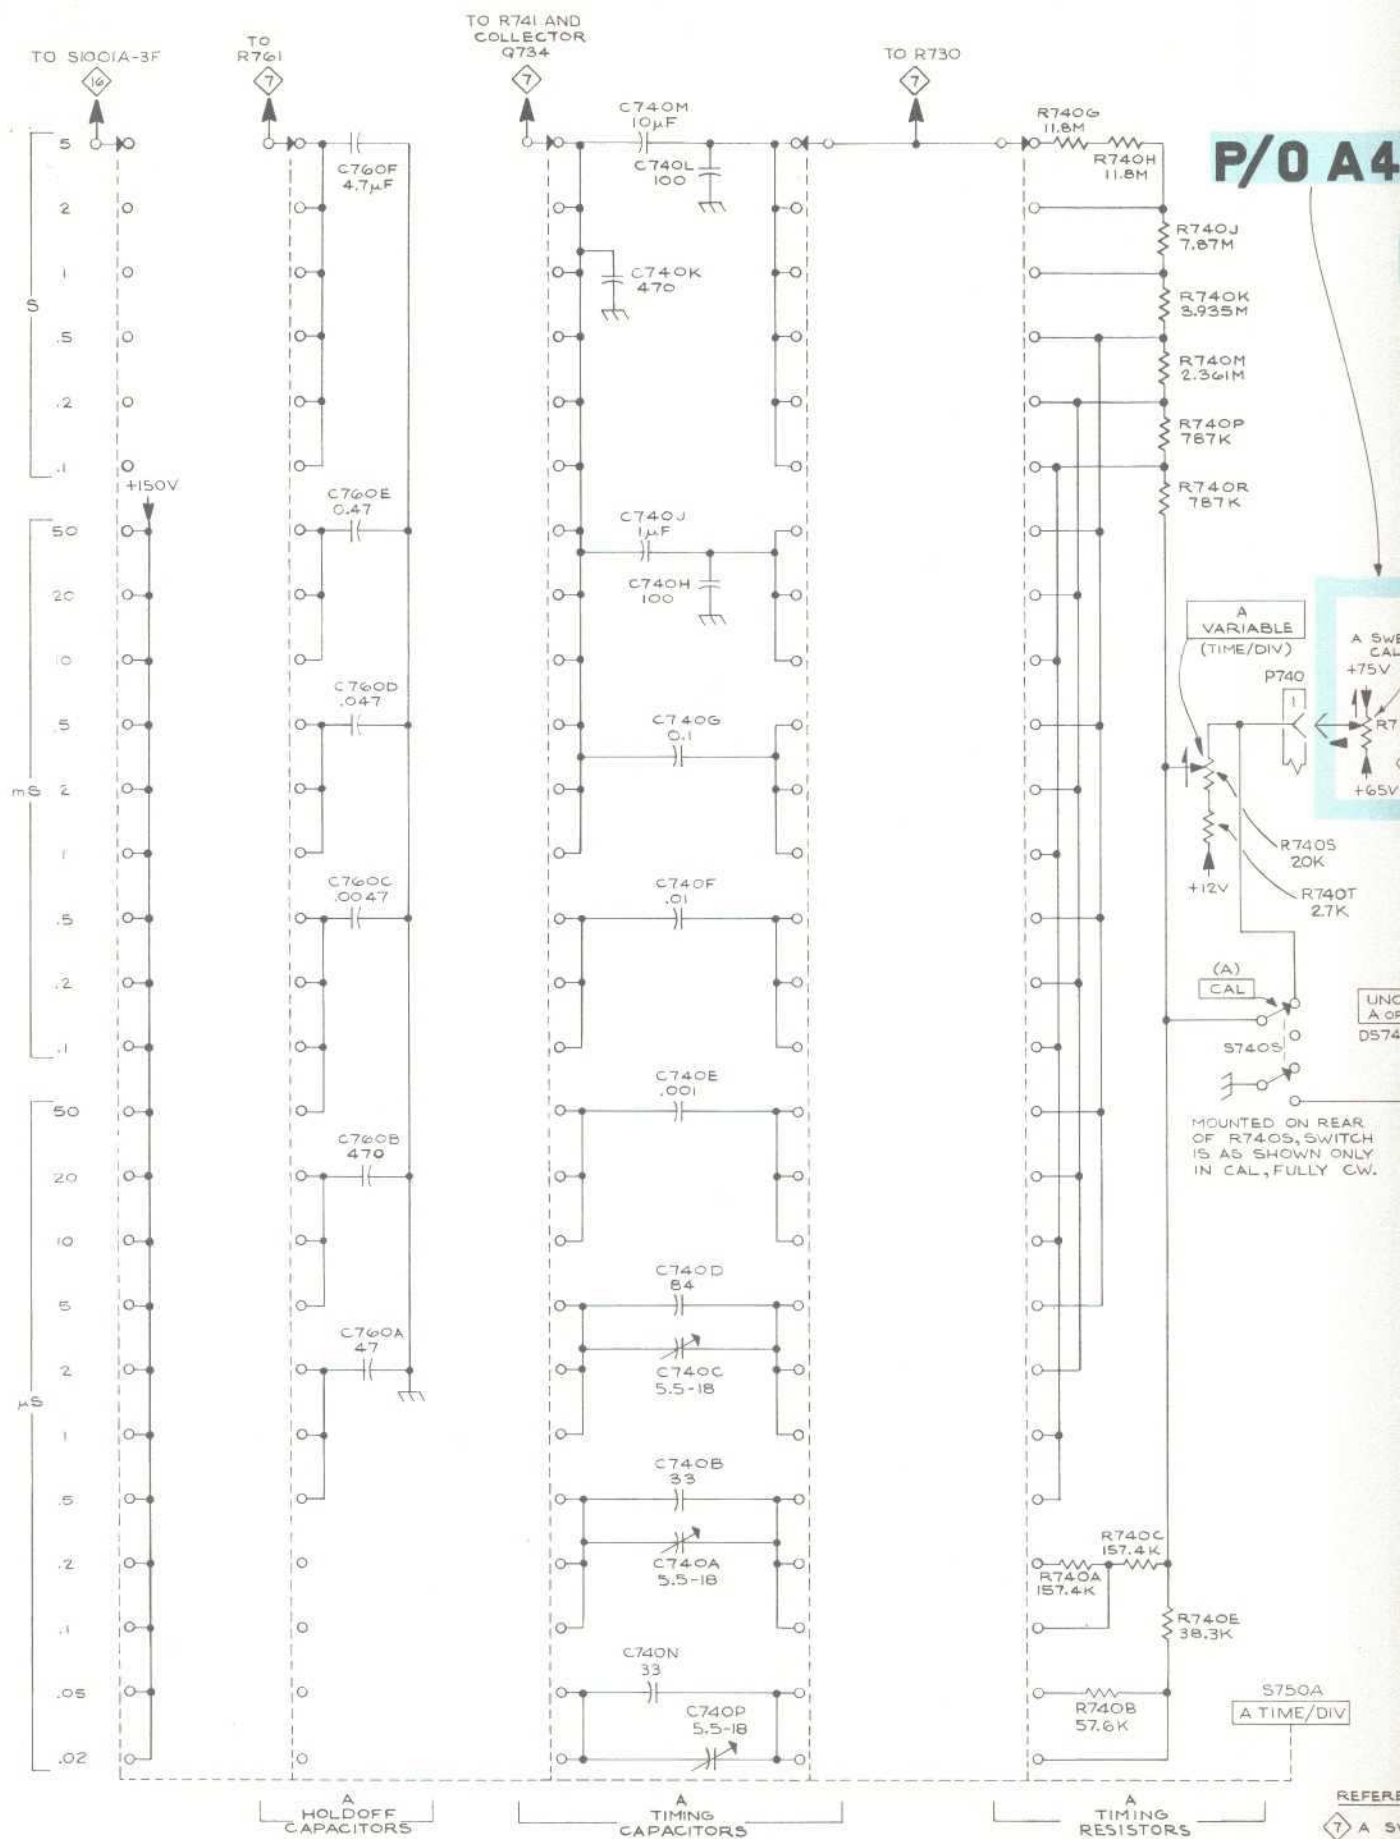 TO S1001A-3F
16
TO
R761
7
TO R741 AND
COLLECTOR
Q734
7
TO R730
7
P/O A4
S
5
2
1
.5
.2
.1
mS
50
20
10
.5
2
1
.5
.2
.1
μS
50
20
10
5
2
1
.5
.2
.1
.05
.02
+150V
C760F
4.7μF
C760E
0.47
C760D
.047
C760C
.0047
C760B
470
C760A
47
C740M
10μF
C740L
100
C740K
470
C740J
1μF
C740H
100
C740G
0.1
C740F
.01
C740E
.001
C740D
84
C740C
5.5-18
C740B
33
C740A
5.5-18
C740N
33
C740P
5.5-18
R740G
11.8M
R740H
11.8M
R740J
7.87M
R740K
3.935M
R740M
2.361M
R740P
787K
R740R
787K
A
VARIABLE
(TIME/DIV)
P740
1
A SWE
CAL
+75V
R7
+65V
R740S
20K
R740T
2.7K
+12V
(A)
CAL
S740S
UNC
A OR
DS74
MOUNTED ON REAR
OF R740S, SWITCH
IS AS SHOWN ONLY
IN CAL, FULLY CW.
R740C
157.4K
R740A
157.4K
R740E
38.3K
R740B
57.6K
S750A
A TIME/DIV
A
HOLDOFF
CAPACITORS
A
TIMING
CAPACITORS
A
TIMING
RESISTORS
REFERE
7 A S